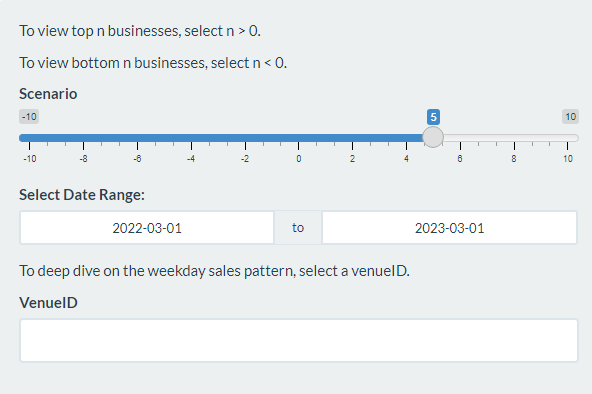 To view top n businesses, select n > 0.
To view bottom n businesses, select n < 0.
Scenario
-10 5 10
-10 -8 -6 -4 -2 0 2 4 6 8 10
Select Date Range:
2022-03-01 to 2023-03-01
To deep dive on the weekday sales pattern, select a venueID.
VenueID